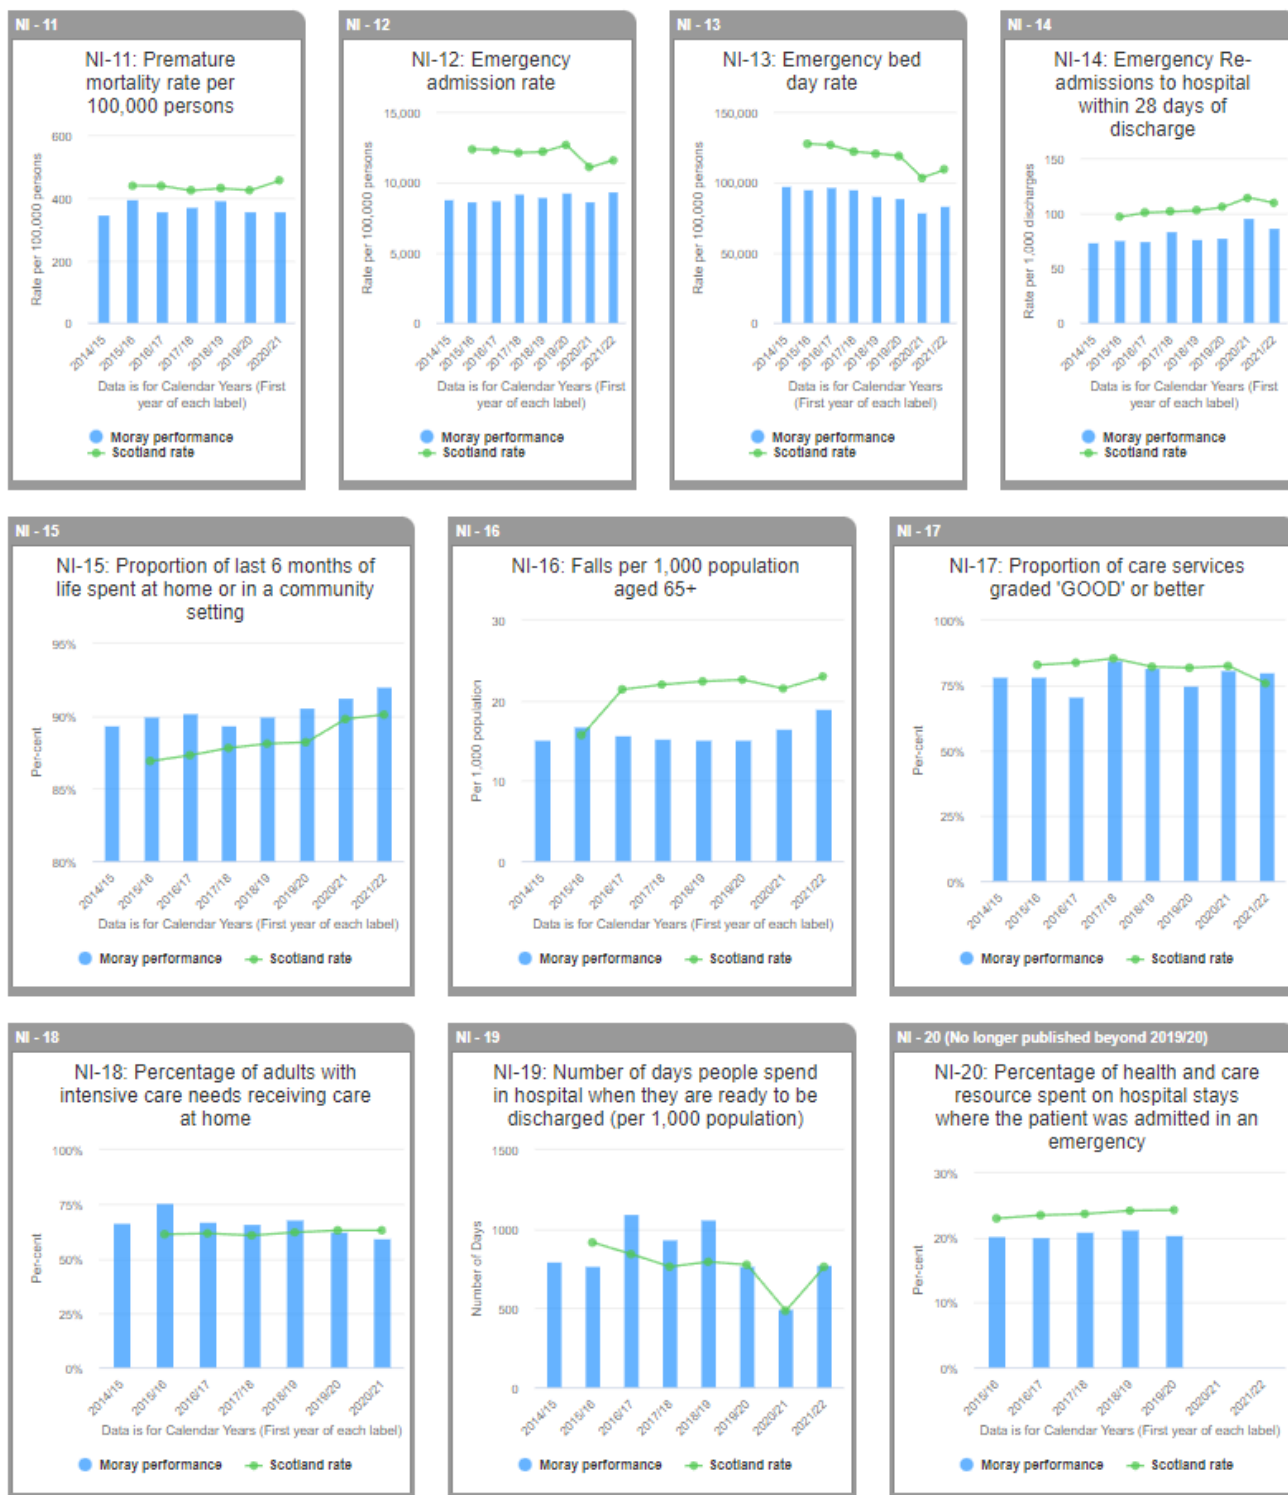 NI - 11
NI-11: Premature
mortality rate per
100,000 persons
600
400
200
0
Rate per 100,000 persons
2014/15
2015/16
2016/17
2017/18
2018/19
2019/20
2020/21
Data is for Calendar Years (First
year of each label)
Moray performance
Scotland rate
NI - 12
NI-12: Emergency
admission rate
15,000
10,000
5,000
0
Rate per 100,000 persons
2014/15
2015/16
2016/17
2017/18
2018/19
2019/20
2020/21
2021/22
Data is for Calendar Years (First
year of each label)
Moray performance
Scotland rate
NI - 13
NI-13: Emergency bed
day rate
150,000
100,000
50,000
0
Rate per 100,000 persons
2014/15
2015/16
2016/17
2017/18
2018/19
2019/20
2020/21
2021/22
Data is for Calendar Years
(First year of each label)
Moray performance
Scotland rate
NI - 14
NI-14: Emergency Re-
admissions to hospital
within 28 days of
discharge
150
100
50
0
Rate per 1,000 discharges
2014/15
2015/16
2016/17
2017/18
2018/19
2019/20
2020/21
2021/22
Data is for Calendar Years (First
year of each label)
Moray performance
Scotland rate
NI - 15
NI-15: Proportion of last 6 months of
life spent at home or in a community
setting
95%
90%
85%
80%
Per-cent
2014/15
2015/16
2016/17
2017/18
2018/19
2019/20
2020/21
2021/22
Data is for Calendar Years (First year of each label)
Moray performance
Scotland rate
NI - 16
NI-16: Falls per 1,000 population
aged 65+
30
20
10
0
Per 1,000 population
2014/15
2015/16
2016/17
2017/18
2018/19
2019/20
2020/21
2021/22
Data is for Calendar Years (First year of each label)
Moray performance
Scotland rate
NI - 17
NI-17: Proportion of care services
graded 'GOOD' or better
100%
75%
50%
25%
0%
Per-cent
2014/15
2015/16
2016/17
2017/18
2018/19
2019/20
2020/21
2021/22
Moray performance
Scotland rate
NI - 18
NI-18: Percentage of adults with
intensive care needs receiving care
at home
100%
75%
50%
25%
0%
Per-cent
2014/15
2015/16
2016/17
2017/18
2018/19
2019/20
2020/21
Data is for Calendar Years (First year of each label)
Moray performance
Scotland rate
NI - 19
NI-19: Number of days people spend
in hospital when they are ready to be
discharged (per 1,000 population)
1500
1000
500
0
Number of Days
2014/15
2015/16
2016/17
2017/18
2018/19
2019/20
2020/21
2021/22
Moray performance
Scotland rate
NI - 20 (No longer published beyond 2019/20)
NI-20: Percentage of health and care
resource spent on hospital stays
where the patient was admitted in an
emergency
30%
20%
10%
0%
Per-cent
2015/16
2016/17
2017/18
2018/19
2019/20
2020/21
2021/22
Data is for Calendar Years (First year of each label)
Moray performance
Scotland rate